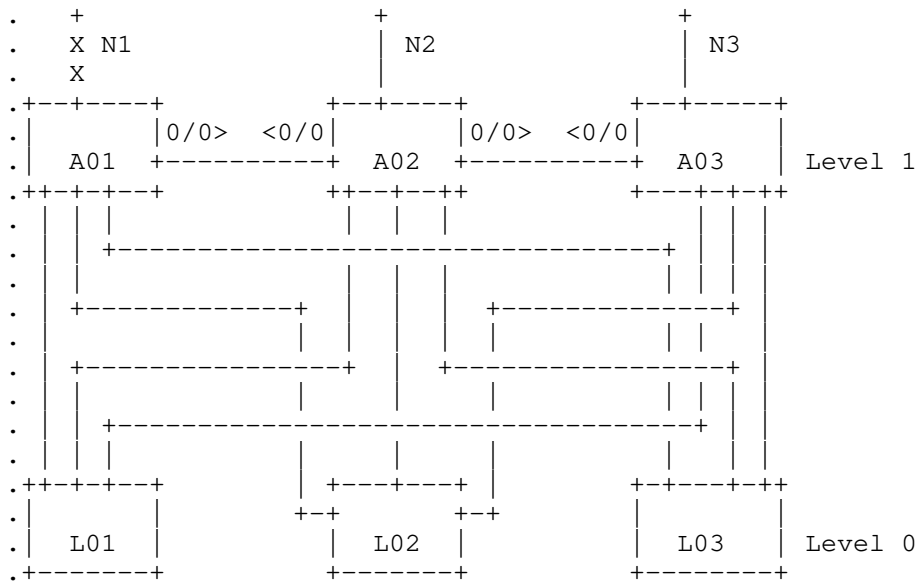 X N1 N2 N3
X
0/0> <0/0 0/0> <0/0
A01 A02 A03 Level 1
L01 L02 L03 Level 0